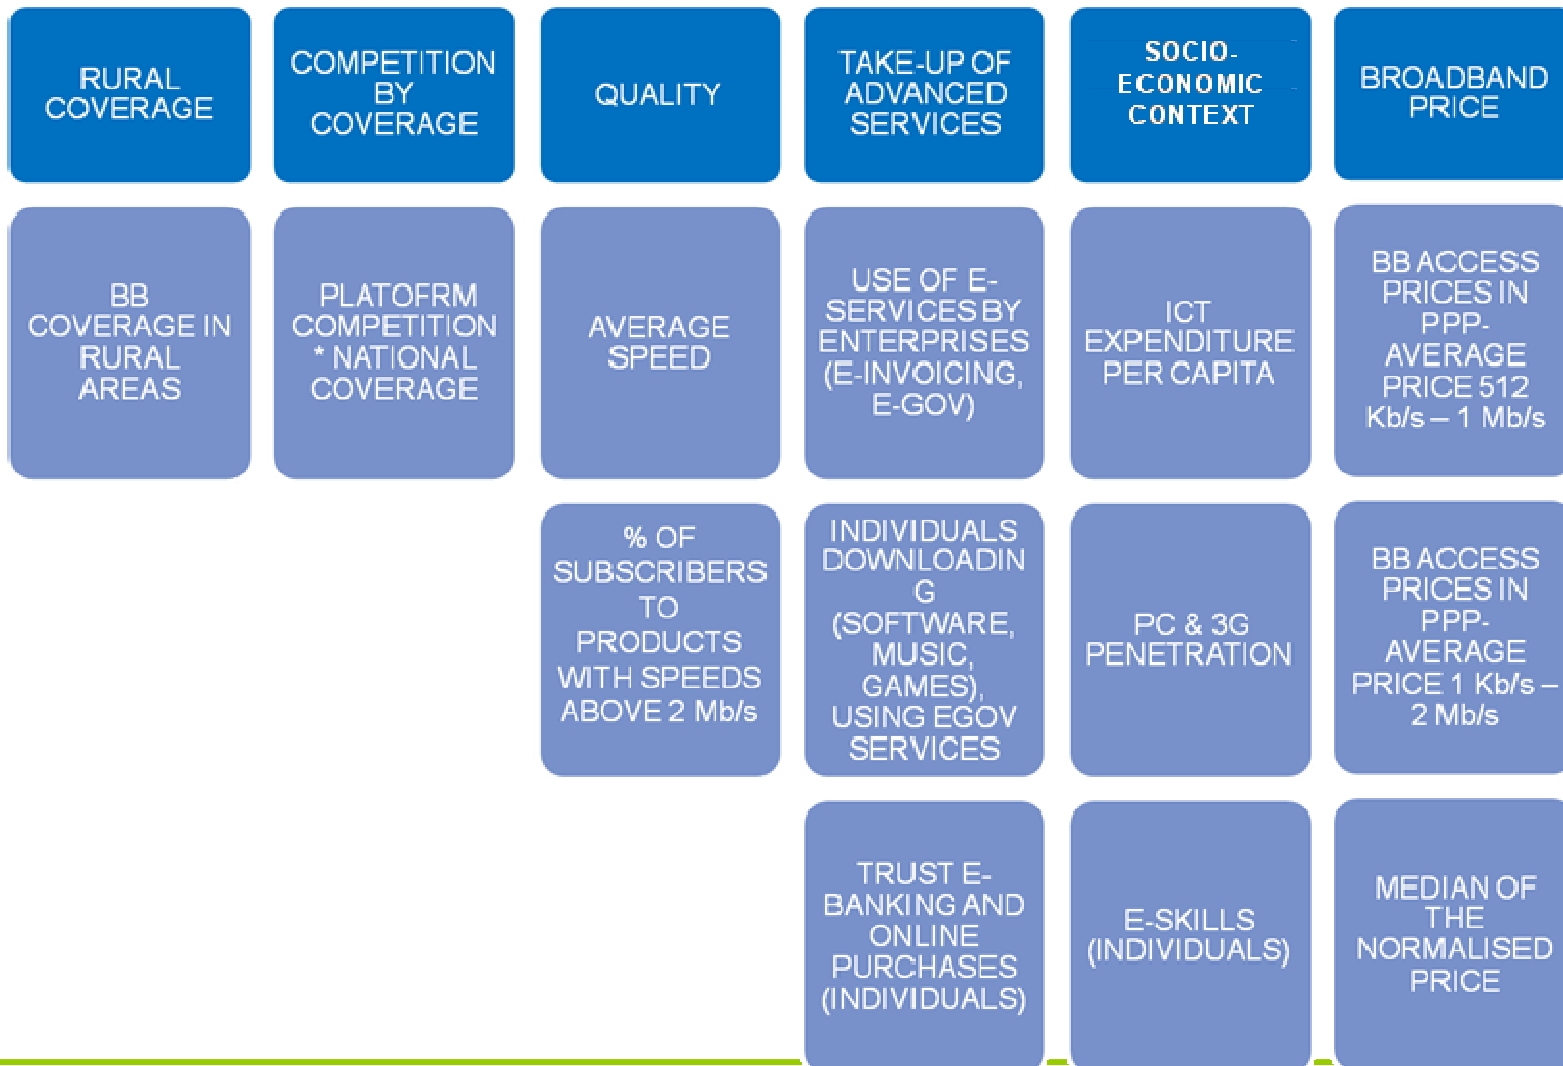 RURAL
COVERAGE
COMPETITION
BY
COVERAGE
QUALITY
TAKE-UP OF
ADVANCED
SERVICES
SOCIO-
ECONOMIC
CONTEXT
BROADBAND
PRICE
BB
COVERAGE IN
RURAL
AREAS
PLATOFRM
COMPETITION
* NATIONAL
COVERAGE
AVERAGE
SPEED
USE OF E-
SERVICES BY
ENTERPRISES
(E-INVOICING,
E-GOV)
ICT
EXPENDITURE
PER CAPITA
BB ACCESS
PRICES IN
PPP-
AVERAGE
PRICE 512
Kb/s – 1 Mb/s
% OF
SUBSCRIBERS
TO
PRODUCTS
WITH SPEEDS
ABOVE 2 Mb/s
INDIVIDUALS
DOWNLOADIN
G
(SOFTWARE,
MUSIC,
GAMES),
USING EGOV
SERVICES
PC & 3G
PENETRATION
BB ACCESS
PRICES IN
PPP-
AVERAGE
PRICE 1 Kb/s –
2 Mb/s
TRUST E-
BANKING AND
ONLINE
PURCHASES
(INDIVIDUALS)
E-SKILLS
(INDIVIDUALS)
MEDIAN OF
THE
NORMALISED
PRICE